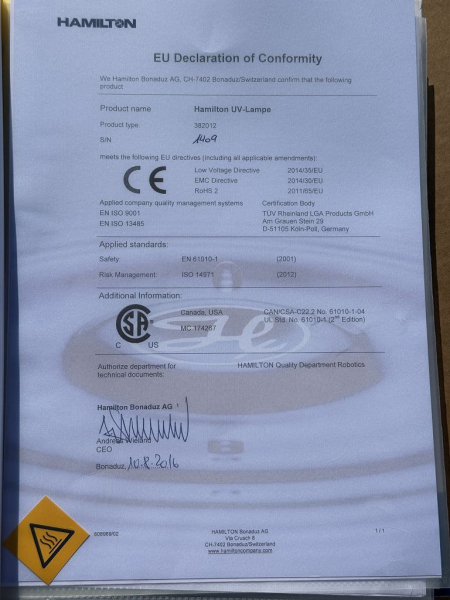 HAMILTON
EU Declaration of Conformity
We Hamilton Bonaduz AG, CH-7402 Bonaduz/Switzerland confirm that the following
product
Product name Hamilton UV-Lampe
Product type: 382012
S/N 1409
meets the following EU directives (including all applicable amendments):
CE
Low Voltage Directive 2014/35/EU
EMC Directive 2014/30/EU
RoHS 2 2011/65/EU
Applied company quality management systems Certification Body
EN ISO 9001 TÜV Rheinland LGA Products GmbH
EN ISO 13485 Am Grauen Stein 29
D-51105 Köln-Poll, Germany
Applied standards:
Safety: EN 61010-1 (2001)
Risk Management: ISO 14971 (2012)
Additional Information:
Canada, USA CAN/CSA-C22.2 No. 61010-1-04
UL Std. No. 61010-1 (2nd Edition)
MC 174257
C US
Authorize department for HAMILTON Quality Department Robotics
technical documents:
Hamilton Bonaduz AG
Andreas Wieland
CEO
Bonaduz, 10.8.2016
HAMILTON Bonaduz AG 1 / 1
Via Crusch 8
CH-7402 Bonaduz/Switzerland
www.hamiltoncompany.com